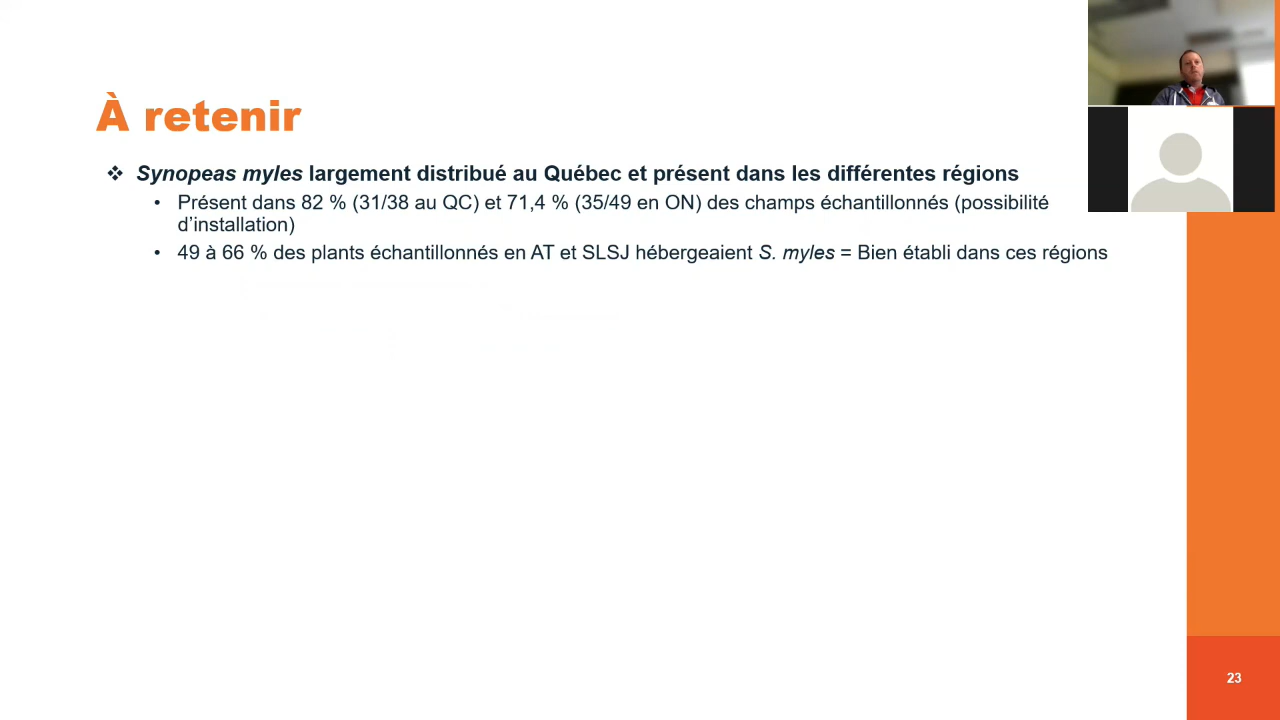 À retenir
❖ Synopeas myles largement distribué au Québec et présent dans les différentes régions
• Présent dans 82 % (31/38 au QC) et 71,4 % (35/49 en ON) des champs échantillonnés (possibilité
d’installation)
• 49 à 66 % des plants échantillonnés en AT et SLSJ hébergeaient S. myles = Bien établi dans ces régions
23